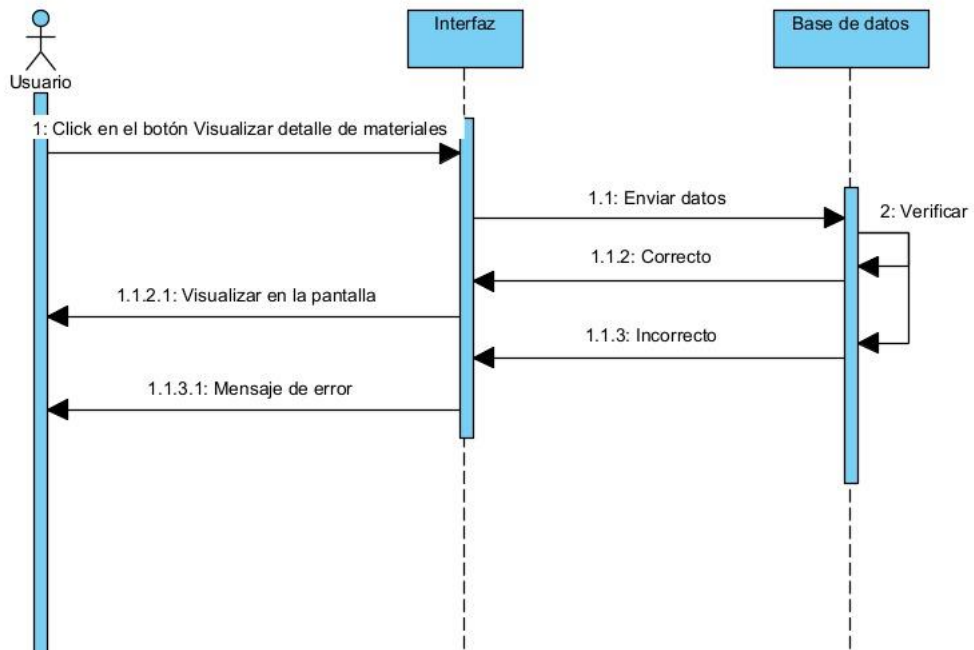 Interfaz
Base de datos
Usuario
1: Click en el botón Visualizar detalle de materiales
1.1: Enviar datos
2: Verificar
1.1.2: Correcto
1.1.2.1: Visualizar en la pantalla
1.1.3: Incorrecto
1.1.3.1: Mensaje de error